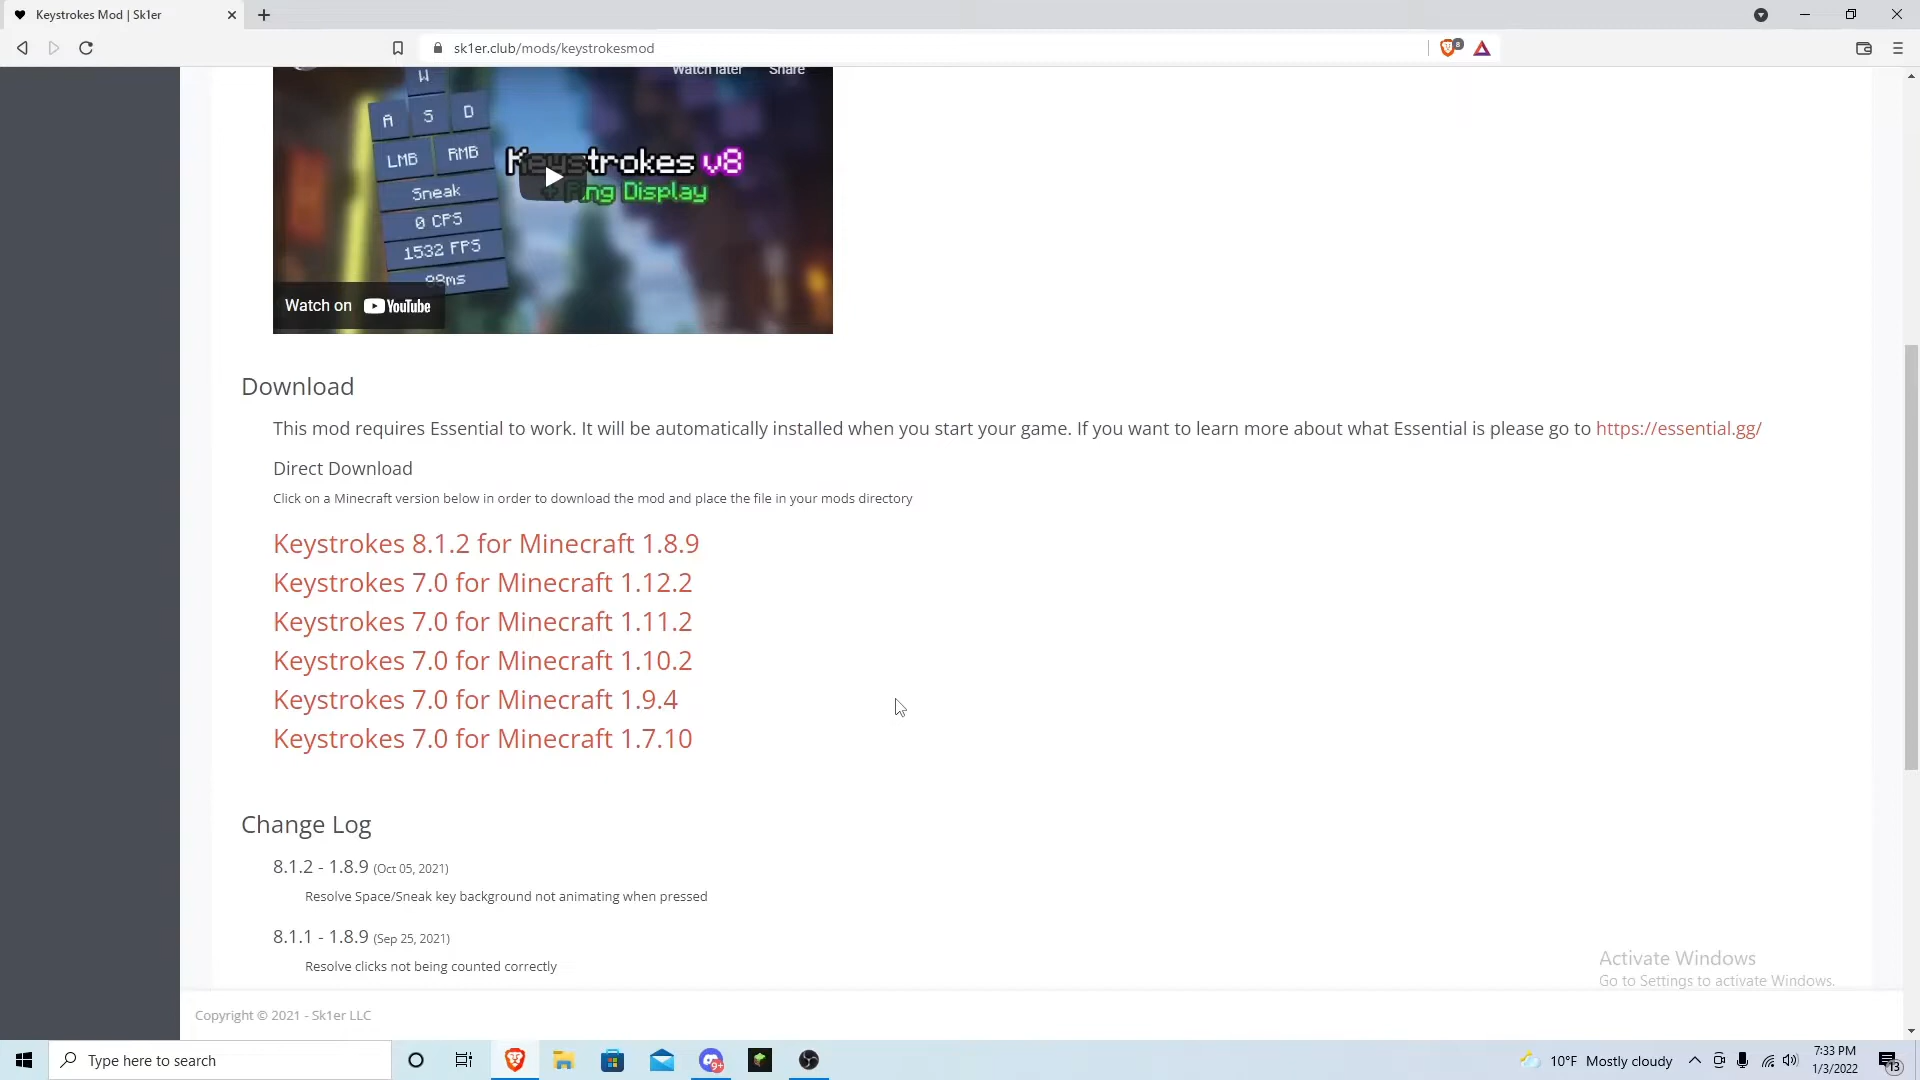 Keystrokes Mod | Sk1er
sk1er.club/mods/keystrokesmod
8
Watch later Share
W
A S D
LMB RMB
Sneak
0 CPS
1532 FPS
88ms
Keystrokes v8
+ Ping Display
Watch on YouTube
Download
This mod requires Essential to work. It will be automatically installed when you start your game. If you want to learn more about what Essential is please go to https://essential.gg/
Direct Download
Click on a Minecraft version below in order to download the mod and place the file in your mods directory
Keystrokes 8.1.2 for Minecraft 1.8.9
Keystrokes 7.0 for Minecraft 1.12.2
Keystrokes 7.0 for Minecraft 1.11.2
Keystrokes 7.0 for Minecraft 1.10.2
Keystrokes 7.0 for Minecraft 1.9.4
Keystrokes 7.0 for Minecraft 1.7.10
Change Log
8.1.2 - 1.8.9 (Oct 05, 2021)
Resolve Space/Sneak key background not animating when pressed
8.1.1 - 1.8.9 (Sep 25, 2021)
Resolve clicks not being counted correctly
Activate Windows
Go to Settings to activate Windows.
Copyright © 2021 - Sk1er LLC
Type here to search
9+
10°F Mostly cloudy
7:33 PM
1/3/2022
13